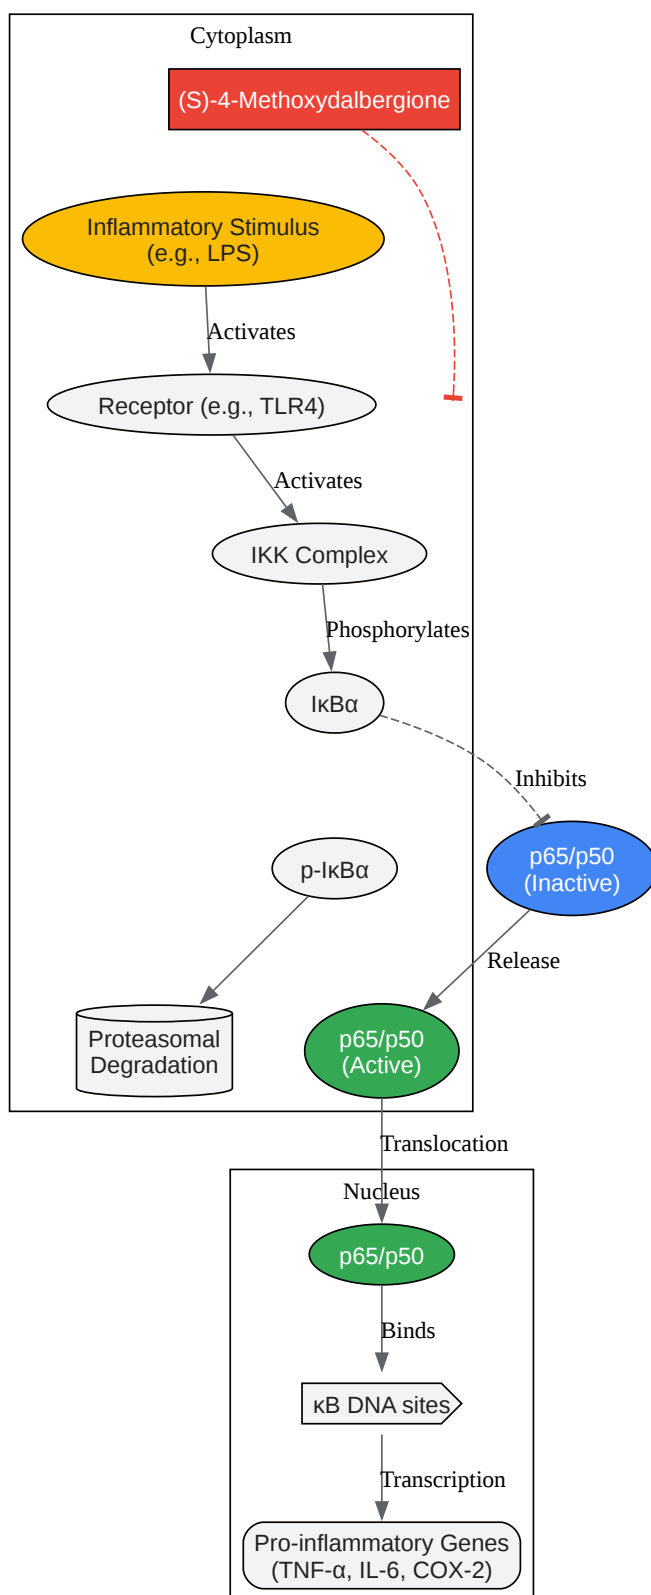 Cytoplasm
(S)-4-Methoxydalbergione
Inflammatory Stimulus
(e.g., LPS)
Activates
Receptor (e.g., TLR4)
Activates
IKK Complex
Phosphorylates
IκBα
Inhibits
p65/p50
(Inactive)
p-IκBα
Release
Proteasomal
Degradation
p65/p50
(Active)
Translocation
Nucleus
p65/p50
Binds
κB DNA sites
Transcription
Pro-inflammatory Genes
(TNF-α, IL-6, COX-2)